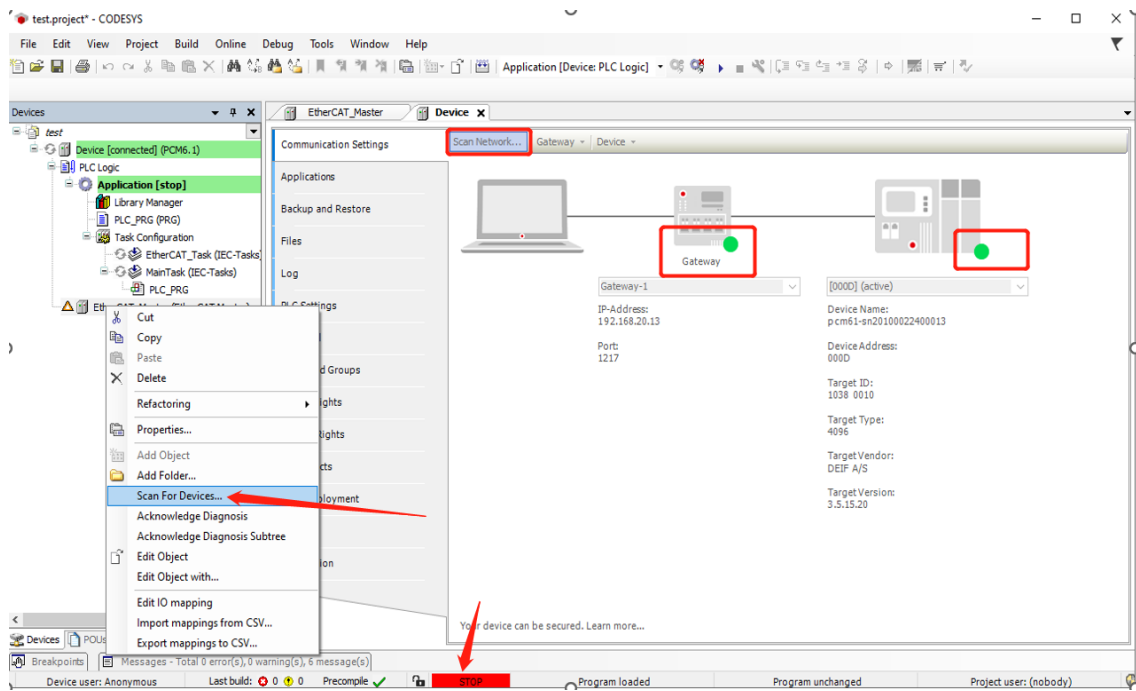 test.project* - CODESYS
File Edit View Project Build Online Debug Tools Window Help
Application [Device: PLC Logic]
Devices
EtherCAT_Master
Device
test
Device [connected] (PCM6.1)
PLC Logic
Application [stop]
Library Manager
PLC_PRG (PRG)
Task Configuration
EtherCAT_Task (IEC-Tasks)
MainTask (IEC-Tasks)
PLC_PRG
Cut
Copy
Paste
Delete
Refactoring
Properties...
Add Object
Add Folder...
Scan For Devices...
Acknowledge Diagnosis
Acknowledge Diagnosis Subtree
Edit Object
Edit Object with...
Edit IO mapping
Import mappings from CSV...
Export mappings to CSV...
Communication Settings
Applications
Backup and Restore
Files
Log
PLC Settings
d Groups
ights
Rights
cts
ployment
ion
Scan Network... Gateway Device
Gateway
Gateway-1
IP-Address:
192.168.20.13
Port:
1217
[000D] (active)
Device Name:
pcm61-sn20100022400013
Device Address:
000D
Target ID:
1038 0010
Target Type:
4096
Target Vendor:
DEIF A/S
Target Version:
3.5.15.20
Your device can be secured. Learn more...
Devices POUs
Breakpoints Messages - Total 0 error(s), 0 warning(s), 6 message(s)
Device user: Anonymous Last build: 0 0 Precompile STOP Program loaded Program unchanged Project user: (nobody)